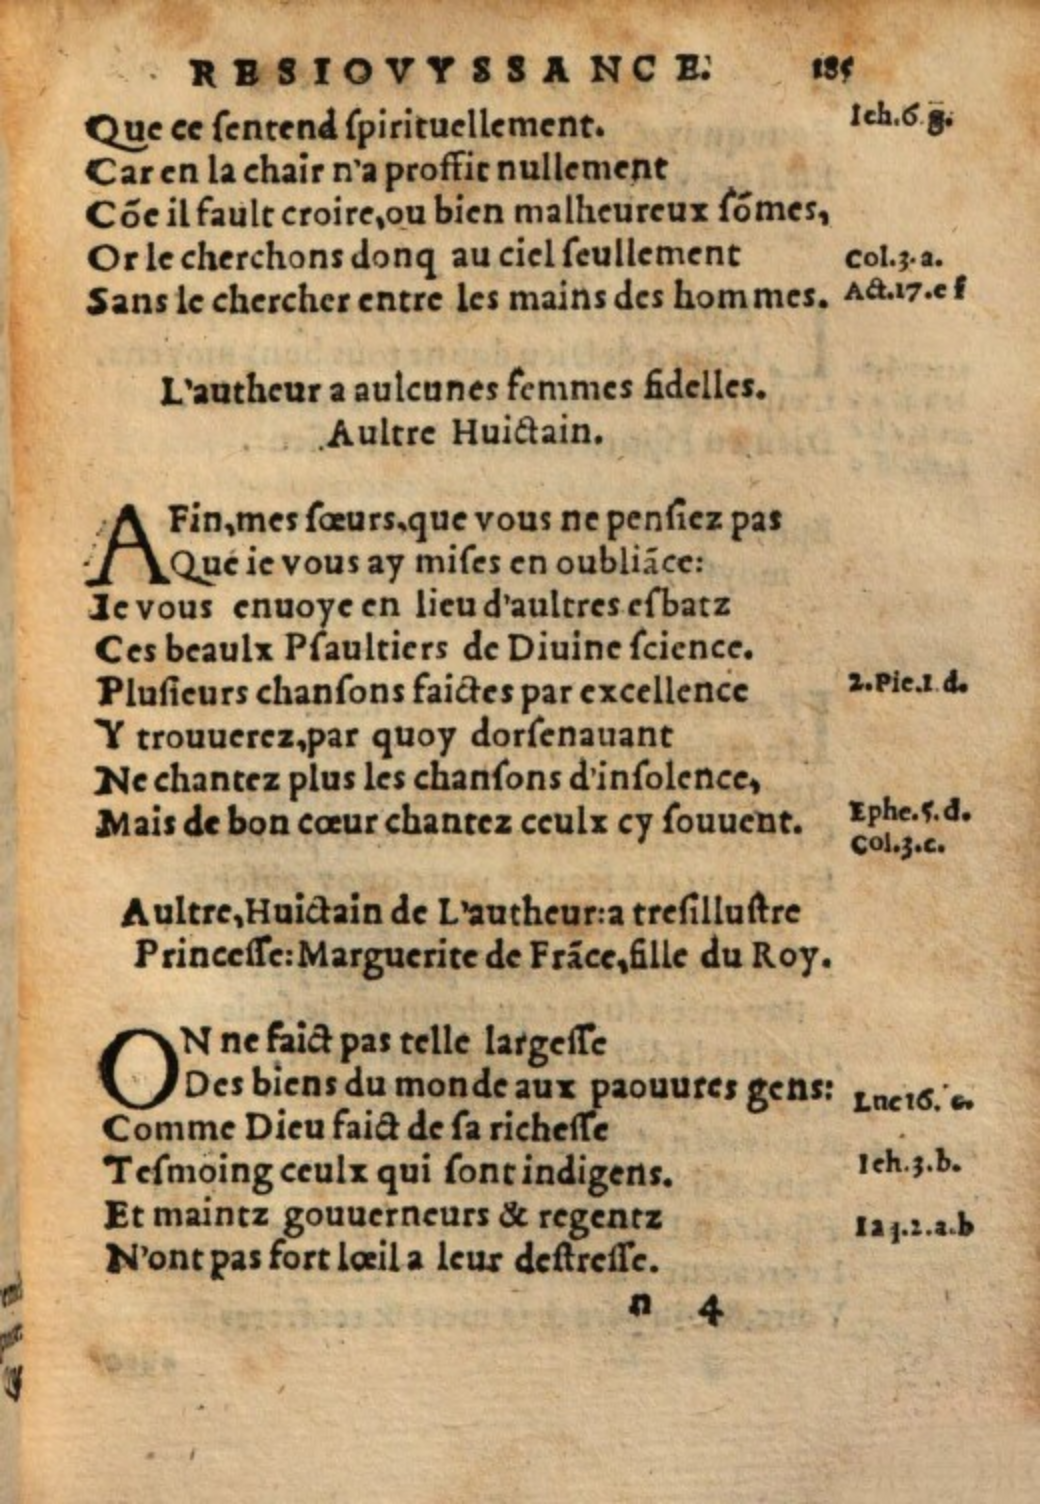 RESIOVYSSANCE. 185
Que ce ſentend ſpirituellement. Ieh.6.g.
Car en la chair n'a proffit nullement
Cõe il fault croire, ou bien malheureux ſõmes,
Or le cherchons donq au ciel ſeullement Col.3.a.
Sans le chercher entre les mains des hommes. Act.17.e f
L'autheur a aulcunes femmes fidelles.
Aultre Huictain.
AFin, mes ſœurs, que vous ne penſiez pas
Que ie vous ay miſes en oubliãce:
Ie vous enuoye en lieu d'aultres eſbatz
Ces beaulx Pſaultiers de Diuine ſcience.
Pluſieurs chanſons faictes par excellence 2.Pie.1.d.
Y trouuerez, par quoy dorſenauant
Ne chantez plus les chanſons d'inſolence,
Mais de bon cœur chantez ceulx cy ſouuent. Ephe.5.d.
Col.3.c.
Aultre, Huictain de L'autheur: a treſilluſtre
Princeſſe: Marguerite de Frãce, fille du Roy.
ON ne faict pas telle largeſſe
Des biens du monde aux paouures gens: Luc16. e.
Comme Dieu faict de ſa richeſſe
Teſmoing ceulx qui ſont indigens. Ieh.3.b.
Et maintz gouuerneurs & regentz Iaq.2.a.b
N'ont pas fort lœil a leur deſtreſſe.
n 4